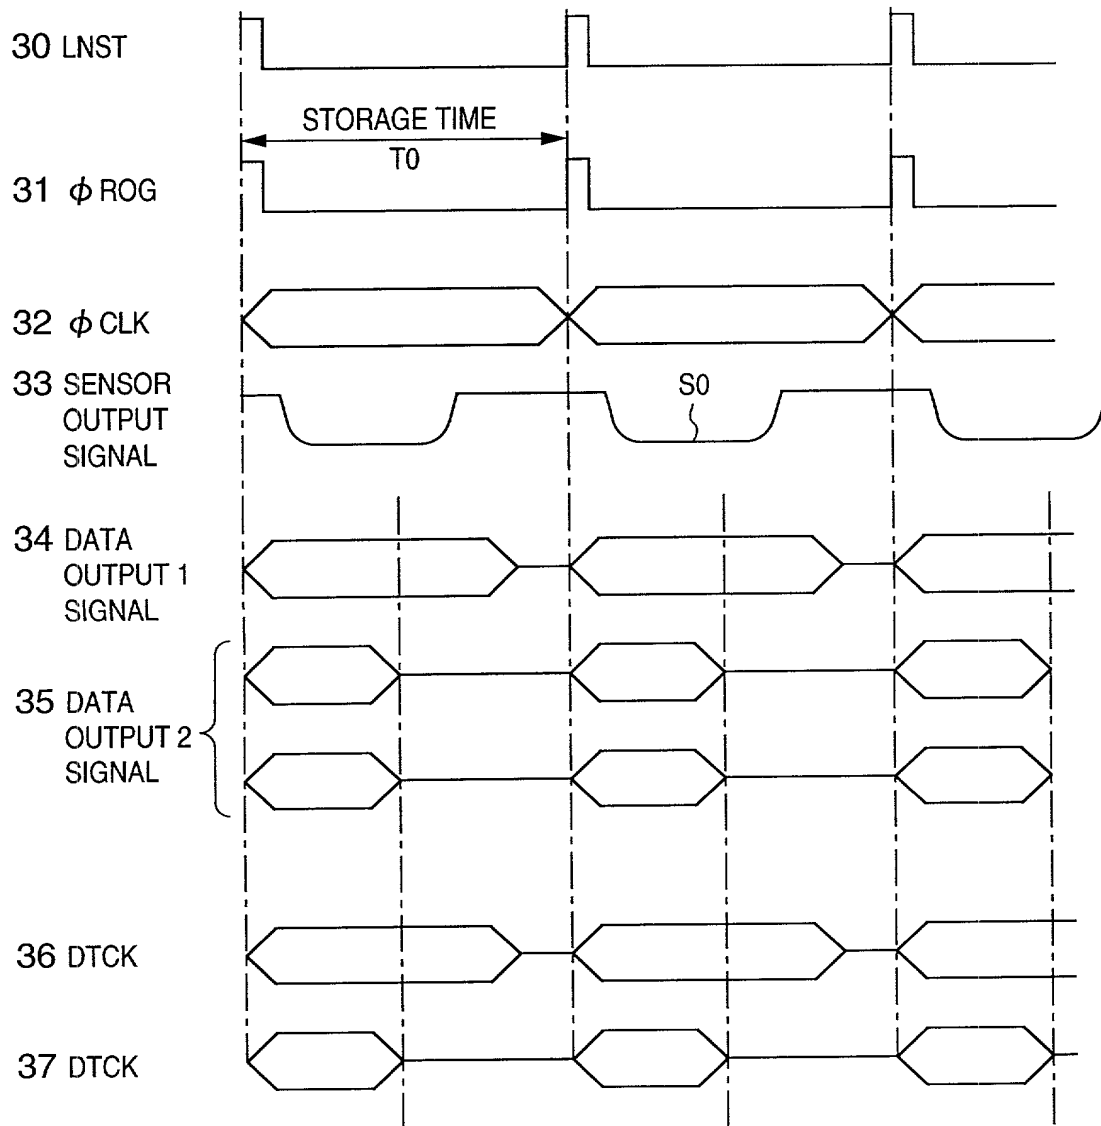 30 LNST
STORAGE TIME
T0
31 ϕ ROG
32 ϕ CLK
33 SENSOR
OUTPUT
SIGNAL
S0
34 DATA
OUTPUT 1
SIGNAL
35 DATA
OUTPUT 2
SIGNAL
36 DTCK
37 DTCK